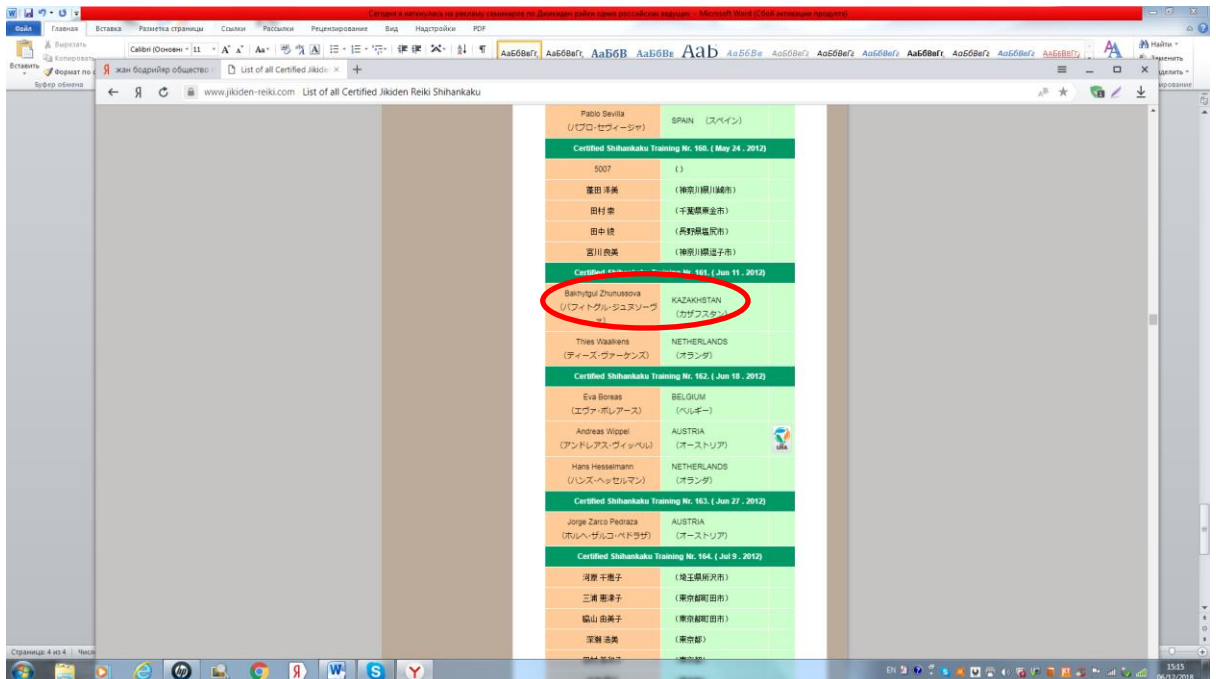 Сегодня я наткнулась на рекламу семинаров по Дзикиден рэйки одних российских ведущих - Microsoft Word (Сбой активации продукта)
Файл Главная Вставка Разметка страницы Ссылки Рассылки Рецензирование Вид Надстройки PDF
Вырезать
Копировать
Формат по
Вставить
Буфер обмена
Calibri (Основн 11
Найти
жан бодрийяр общество
List of all Certified Jikide
www.jikiden-reiki.com List of all Certified Jikiden Reiki Shihankaku
Pablo Sevilla SPAIN （スペイン）
（パブロ・セヴィージャ）
Certified Shihankaku Training Nr. 160. ( May 24 . 2012)
5007 ( )
蓬田 洋美 （神奈川県川崎市）
田村 崇 （千葉県東金市）
田中 綾 （長野県塩尻市）
宮川 良美 （神奈川県逗子市）
Certified Shihankaku Training Nr. 161. ( Jun 11 . 2012)
Bakhytgul Zhunussova KAZAKHSTAN
（バフィトグル・ジュヌソーヴァ） （カザフスタン）
Thies Waalkens NETHERLANDS
（ティーズ・ヴァーケンズ） （オランダ）
Certified Shihankaku Training Nr. 162. ( Jun 18 . 2012)
Eva Boreas BELGIUM
（エヴァ・ボレアース） （ベルギー）
Andreas Wippel AUSTRIA
（アンドレアス・ヴィッペル） （オーストリア）
Hans Hesselmann NETHERLANDS
（ハンズ・ヘッセルマン） （オランダ）
Certified Shihankaku Training Nr. 163. ( Jun 27 . 2012)
Jorge Zarco Pedraza AUSTRIA
（ホルヘ・ザルコ・ペドラザ） （オーストリア）
Certified Shihankaku Training Nr. 164. ( Jul 9 . 2012)
河原 千恵子 （埼玉県所沢市）
三浦 恵津子 （東京都町田市）
脇山 由美子 （東京都町田市）
深瀬 浩美 （東京都）
Страница: 4 из 4
EN
15:15
06/12/2018